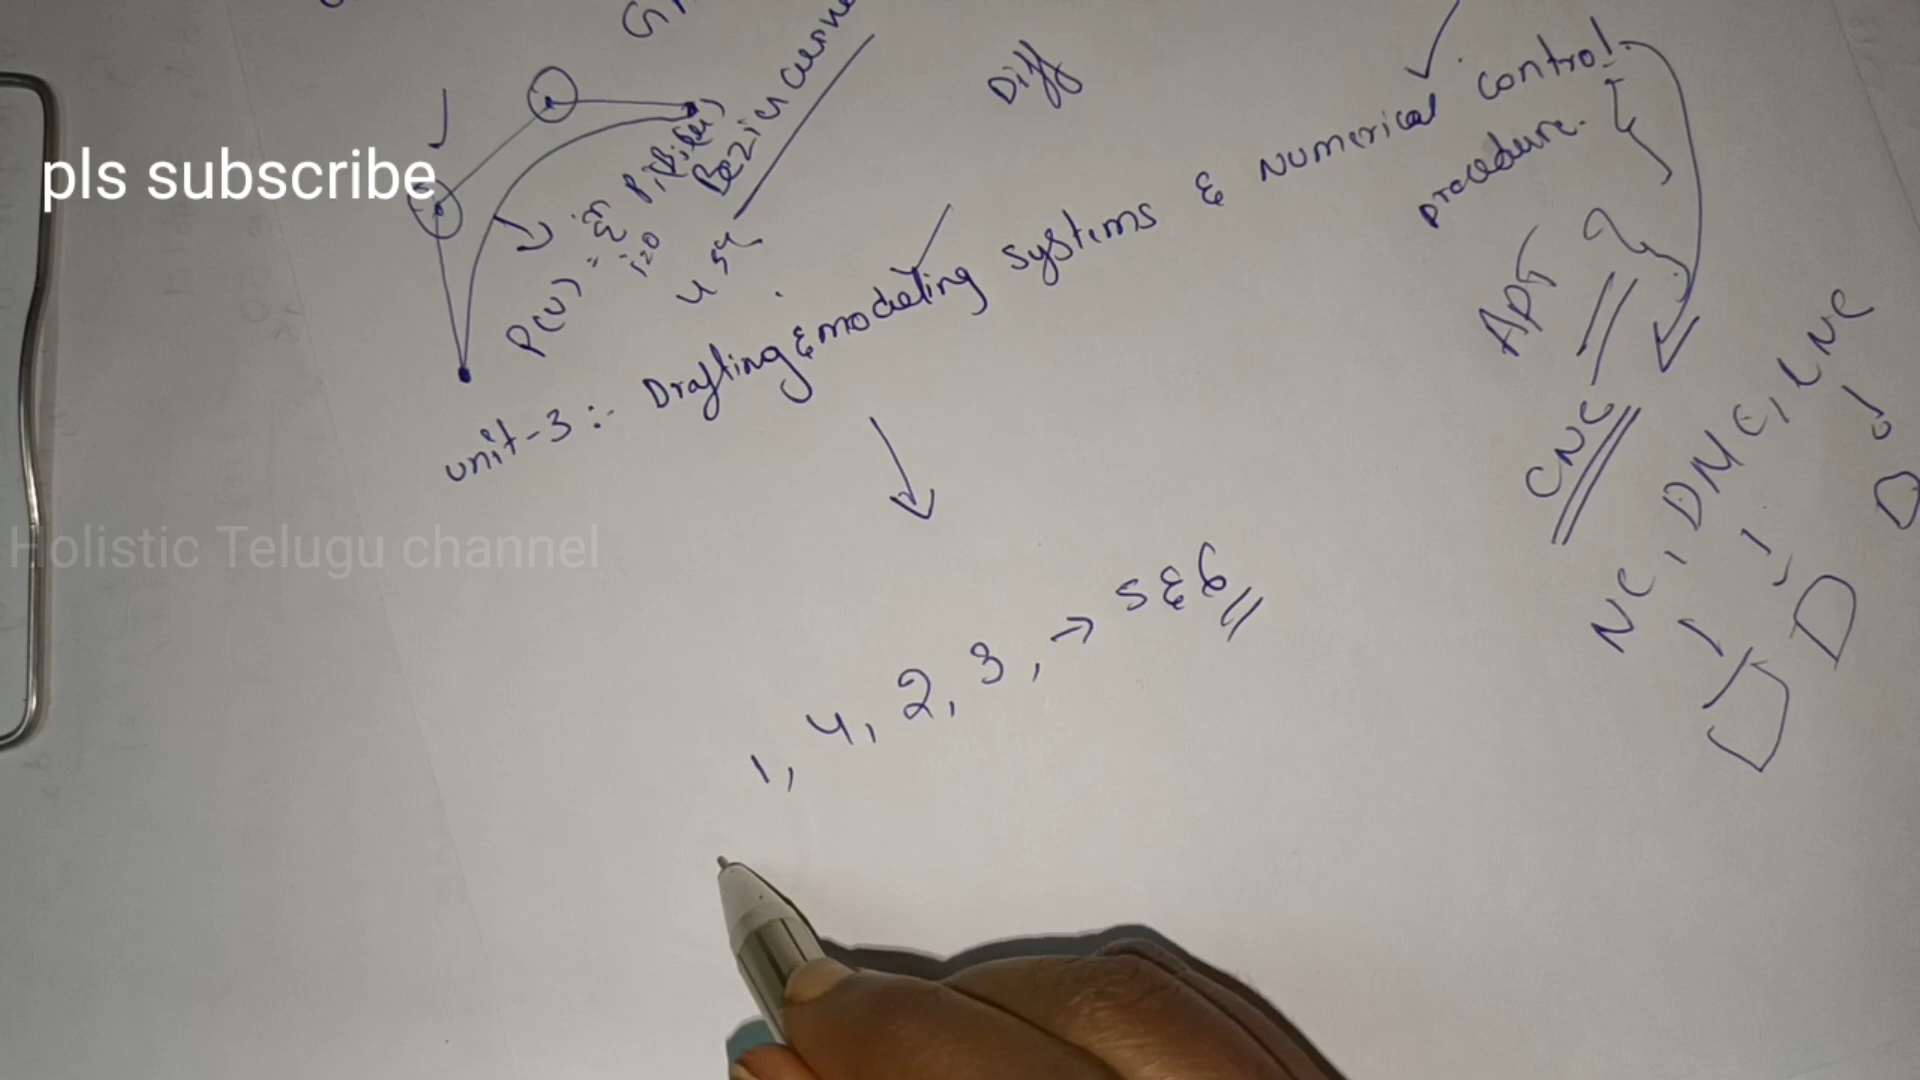 Diff
Bezier curve
P(u) = Σ
i=0
pls subscribe
unit-3 :- Drafting & modeling systems & Numerical control
procedure.
APT
CNC
NC, DNC, CNC
Holistic Telugu channel
1, 4, 2, 3, → 5 & 6